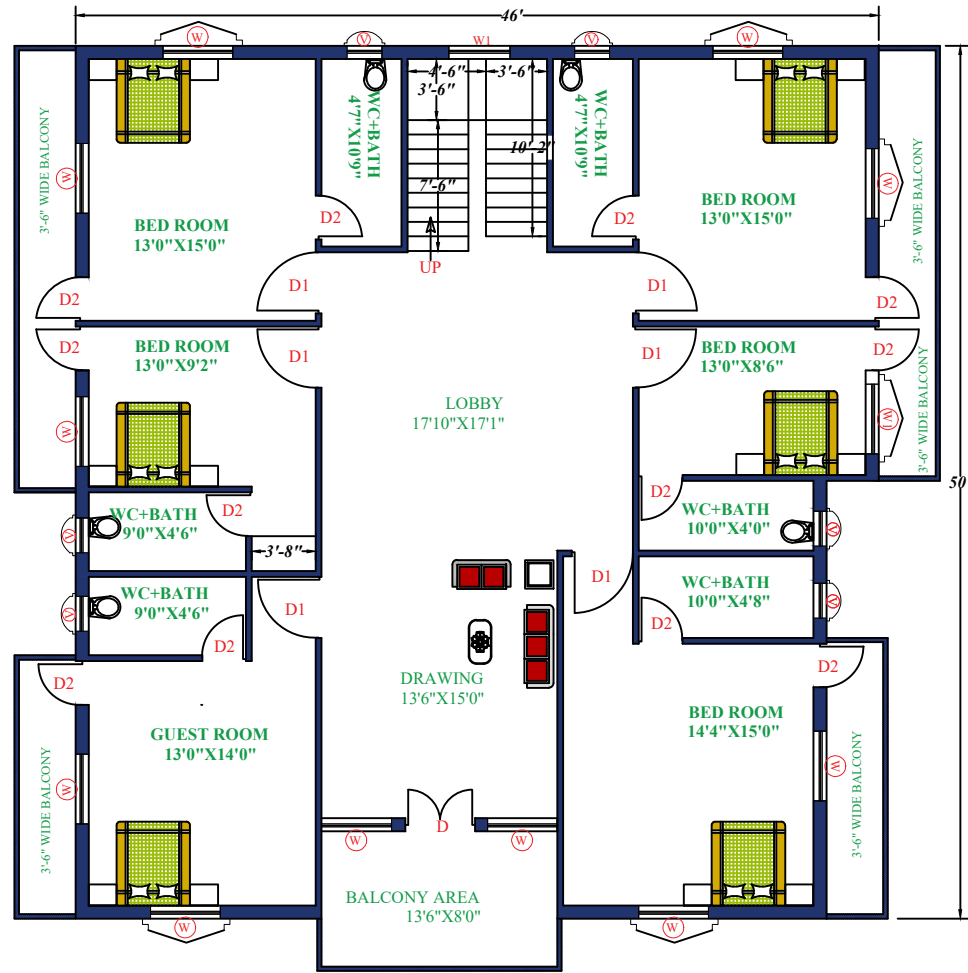 46'
W
V
W1
V
W
4'-6"
3'-6"
3'-6"
WC+BATH
4'7"X10'9"
WC+BATH
4'7"X10'9"
10'-2"
7'-6"
UP
3'-6" WIDE BALCONY
W
BED ROOM
13'0"X15'0"
D2
D2
BED ROOM
13'0"X15'0"
W
3'-6" WIDE BALCONY
D2
D1
D1
D2
D2
BED ROOM
13'0"X9'2"
D1
D1
BED ROOM
13'0"X8'6"
D2
LOBBY
17'10"X17'1"
W
W1
3'-6" WIDE BALCONY
50
V
WC+BATH
9'0"X4'6"
D2
3'-8"
D2
WC+BATH
10'0"X4'0"
V
V
WC+BATH
9'0"X4'6"
D2
D1
D1
WC+BATH
10'0"X4'8"
D2
V
D2
D2
DRAWING
13'6"X15'0"
GUEST ROOM
13'0"X14'0"
BED ROOM
14'4"X15'0"
W
3'-6" WIDE BALCONY
W
3'-6" WIDE BALCONY
W
D
W
BALCONY AREA
13'6"X8'0"
W
W